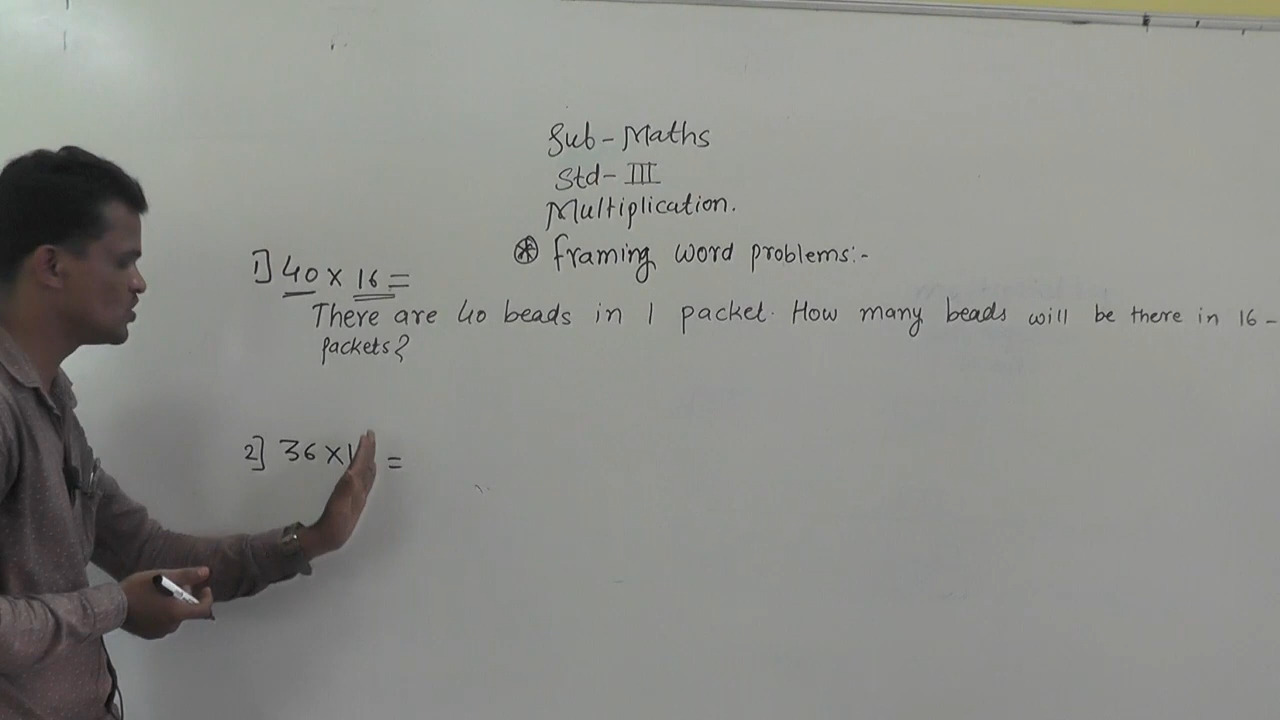 Sub - Maths
Std - III
Multiplication.
⊛ framing word problems:-
1] 40 x 16 =
There are 40 beads in 1 packet. How many beads will be there in 16 -
packets?
2] 36 x 1 =